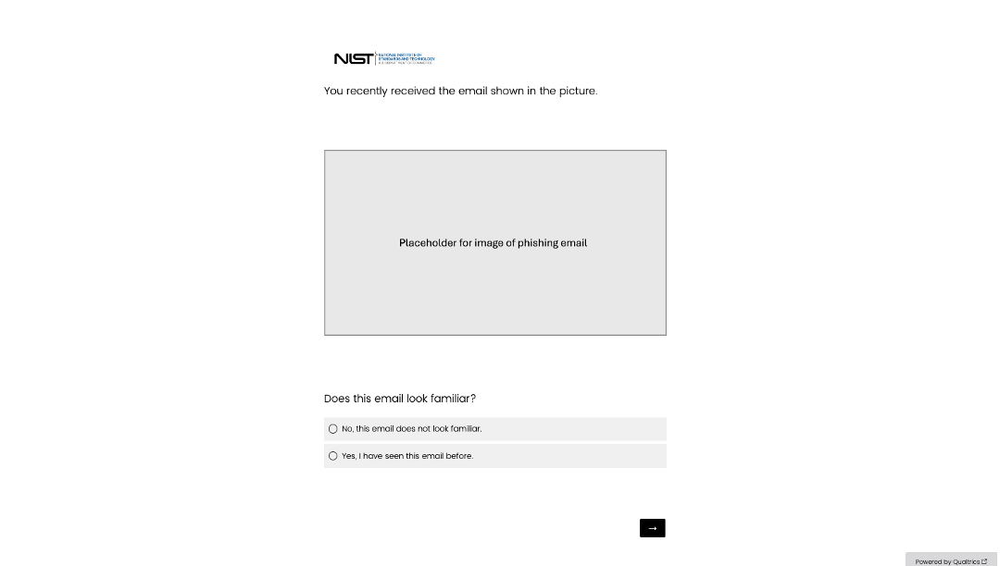 NIST
NATIONAL INSTITUTE OF
STANDARDS AND TECHNOLOGY
U.S. DEPARTMENT OF COMMERCE
You recently received the email shown in the picture.
Placeholder for image of phishing email
Does this email look familiar?
No, this email does not look familiar.
Yes, I have seen this email before.
→
Powered by Qualtrics